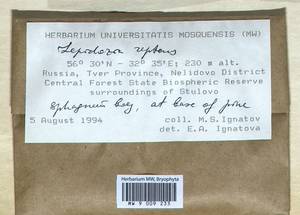 HERBARIUM UNIVERSITATIS MOSQUENSIS (MW)
Lepidozia reptans
56° 30'N - 32° 35'E; 230 m alt.
Russia, Tver Province, Nelidovo District
Central Forest State Biospheric Reserve
surroundings of Stulovo
Sphagnum bog, at base of pine
5 August 1994 coll. M.S.Ignatov
det. E.A. Ignatova
Herbarium MW, Bryophyta
MW 9 009 233